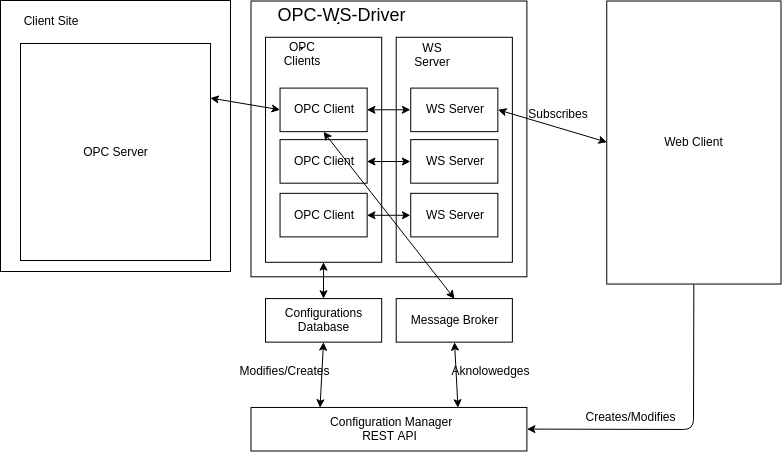 Client Site
OPC-WS-Driver
OPC
Clients
WS
Server
OPC Server
OPC Client
WS Server
Subscribes
Web Client
OPC Client
WS Server
OPC Client
WS Server
Configurations
Database
Message Broker
Modifies/Creates
Aknolowedges
Configuration Manager
REST API
Creates/Modifies